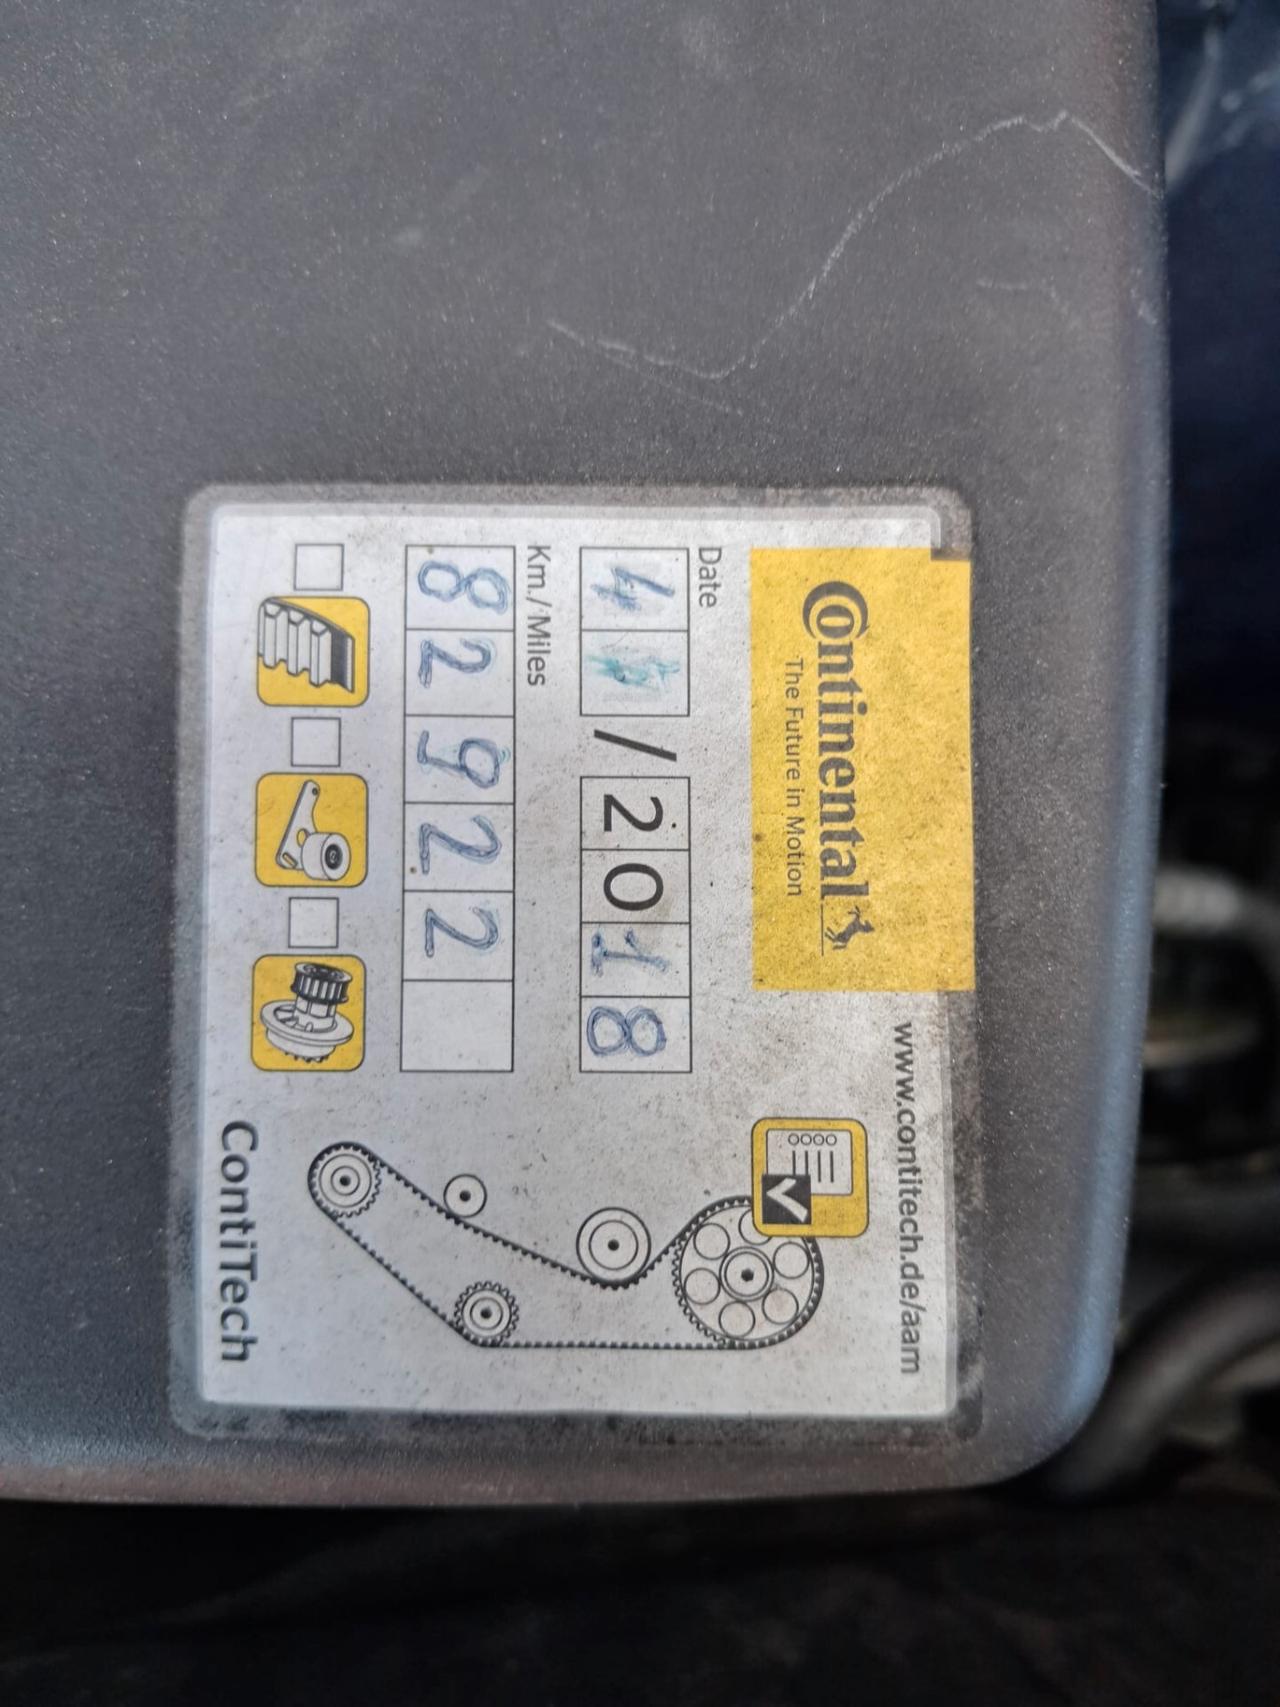 Continental
The Future in Motion
www.contitech.de/aam
Date
/2018
Km./Miles
82922
ContiTech